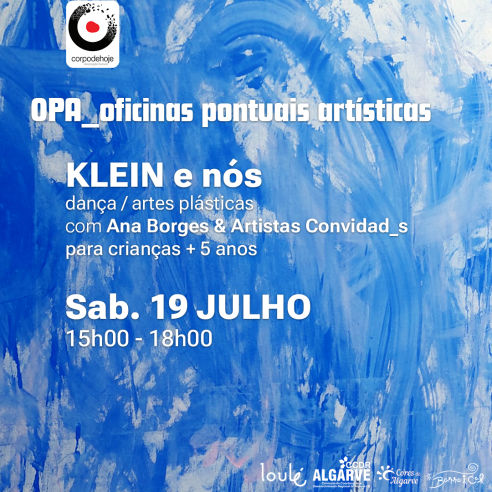 corpodehoje
OPA_oficinas pontuais artísticas
KLEIN e nós
dança / artes plásticas
com Ana Borges & Artistas Convidad_s
para crianças + 5 anos
Sab. 19 JULHO
15h00 - 18h00
loulé
CCDR
ALGARVE
Cores do
Algarve